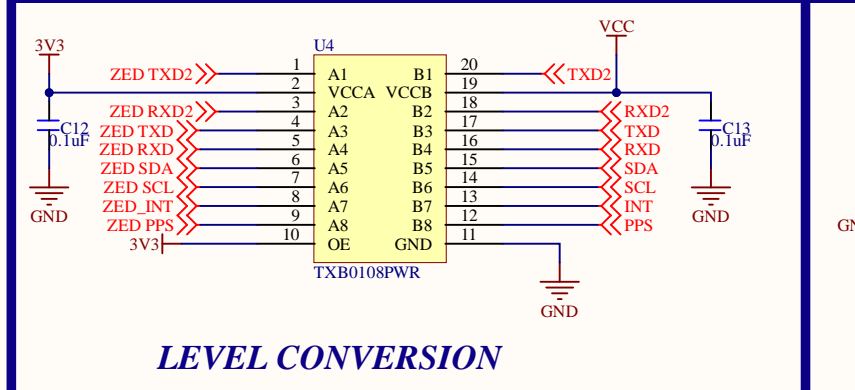 VCC
3V3
U4
ZED TXD2
1
A1
B1
20
TXD2
2
VCCA
VCCB
19
ZED RXD2
3
A2
B2
18
RXD2
C12
0.1uF
ZED TXD
4
A3
B3
17
TXD
C13
0.1uF
ZED RXD
5
A4
B4
16
RXD
ZED SDA
6
A5
B5
15
SDA
ZED SCL
7
A6
B6
14
SCL
ZED_INT
8
A7
B7
13
INT
ZED PPS
9
A8
B8
12
PPS
GND
GND
3V3
10
OE
GND
11
TXB0108PWR
GND
LEVEL CONVERSION